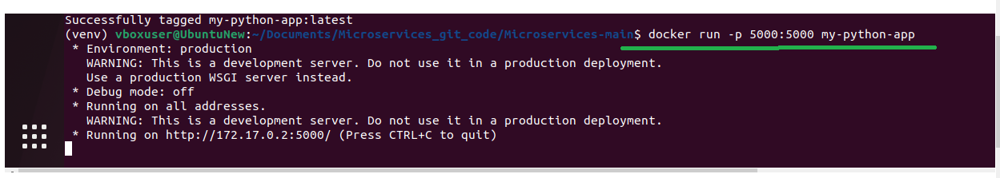 Successfully tagged my-python-app:latest
(venv) vboxuser@UbuntuNew:~/Documents/Microservices_git_code/Microservices-main$ docker run -p 5000:5000 my-python-app
* Environment: production
WARNING: This is a development server. Do not use it in a production deployment.
Use a production WSGI server instead.
* Debug mode: off
* Running on all addresses.
WARNING: This is a development server. Do not use it in a production deployment.
* Running on http://172.17.0.2:5000/ (Press CTRL+C to quit)